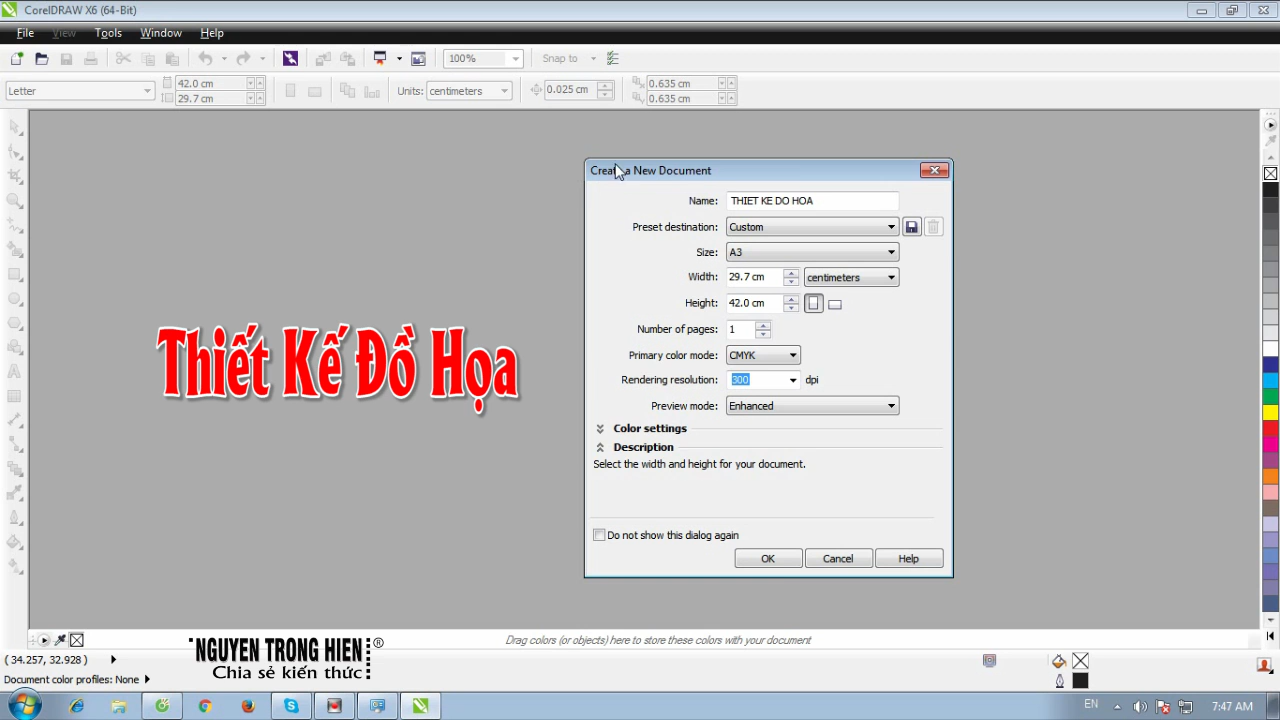 CorelDRAW X6 (64-Bit)
File View Tools Window Help
100% Snap to
Letter 42.0 cm 29.7 cm Units: centimeters 0.025 cm 0.635 cm 0.635 cm
Create a New Document
Name: THIET KE DO HOA
Preset destination: Custom
Size: A3
Width: 29.7 cm centimeters
Height: 42.0 cm
Number of pages: 1
Primary color mode: CMYK
Rendering resolution: 300 dpi
Preview mode: Enhanced
Color settings
Description
Select the width and height for your document.
Do not show this dialog again
OK Cancel Help
Thiết Kế Đồ Họa
Drag colors (or objects) here to store these colors with your document
NGUYEN TRONG HIEN ®
Chia sẻ kiến thức
(34.257, 32.928)
Document color profiles: None
EN 7:47 AM